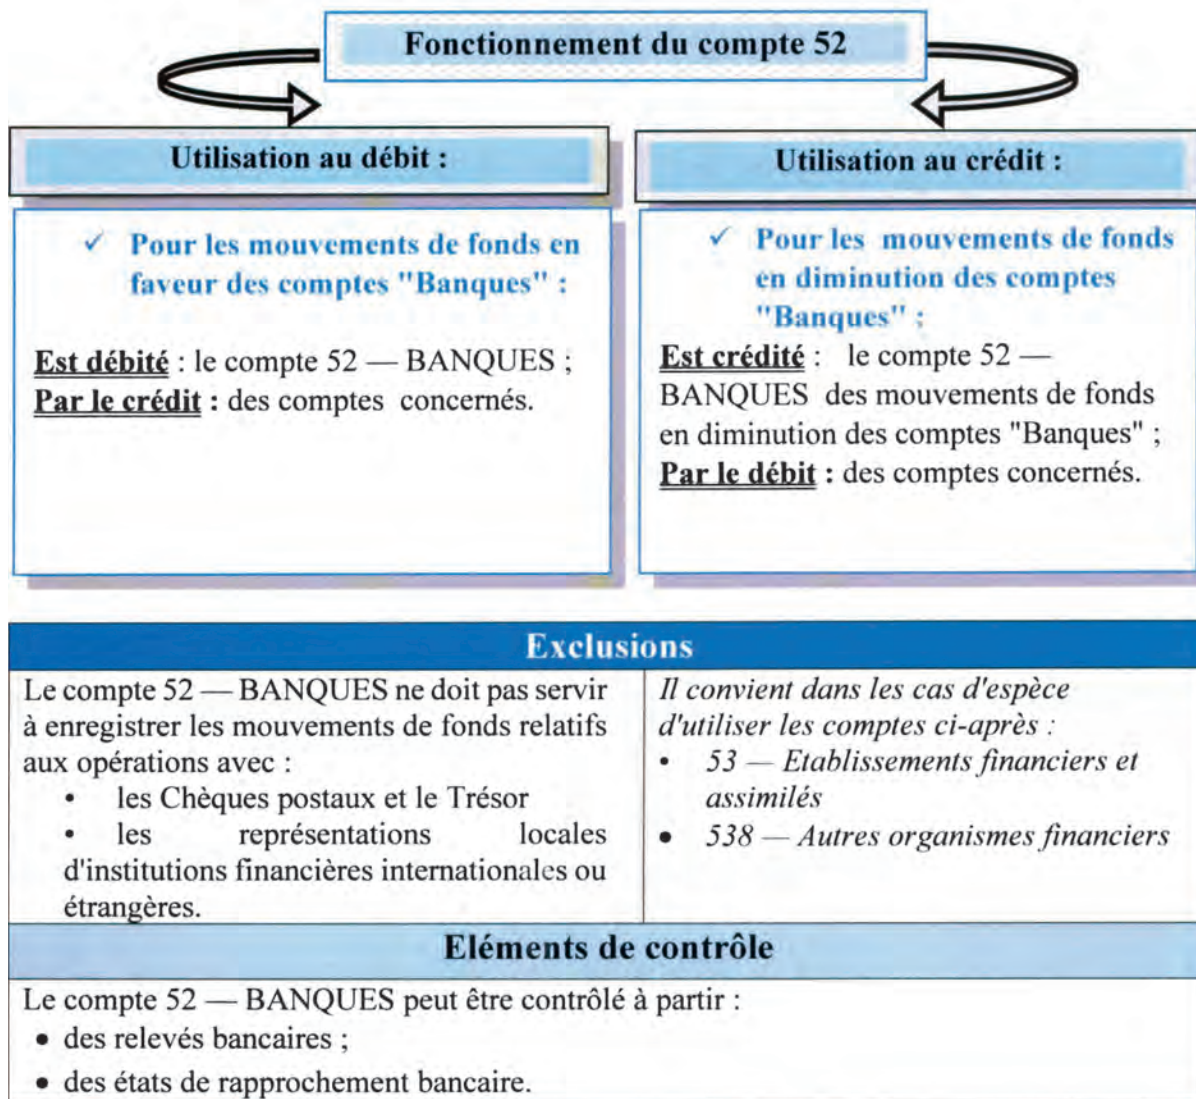 Fonctionnement du compte 52
Utilisation au débit :
✓ Pour les mouvements de fonds en
faveur des comptes "Banques" :
Est débité : le compte 52 — BANQUES ;
Par le crédit : des comptes concernés.
Utilisation au crédit :
✓ Pour les mouvements de fonds
en diminution des comptes
"Banques" :
Est crédité : le compte 52 —
BANQUES des mouvements de fonds
en diminution des comptes "Banques" ;
Par le débit : des comptes concernés.
Exclusions
Le compte 52 — BANQUES ne doit pas servir
à enregistrer les mouvements de fonds relatifs
aux opérations avec :
• les Chèques postaux et le Trésor
• les représentations locales
d'institutions financières internationales ou
étrangères.
Il convient dans les cas d'espèce
d'utiliser les comptes ci-après :
• 53 — Etablissements financiers et
assimilés
• 538 — Autres organismes financiers
Eléments de contrôle
Le compte 52 — BANQUES peut être contrôlé à partir :
• des relevés bancaires ;
• des états de rapprochement bancaire.